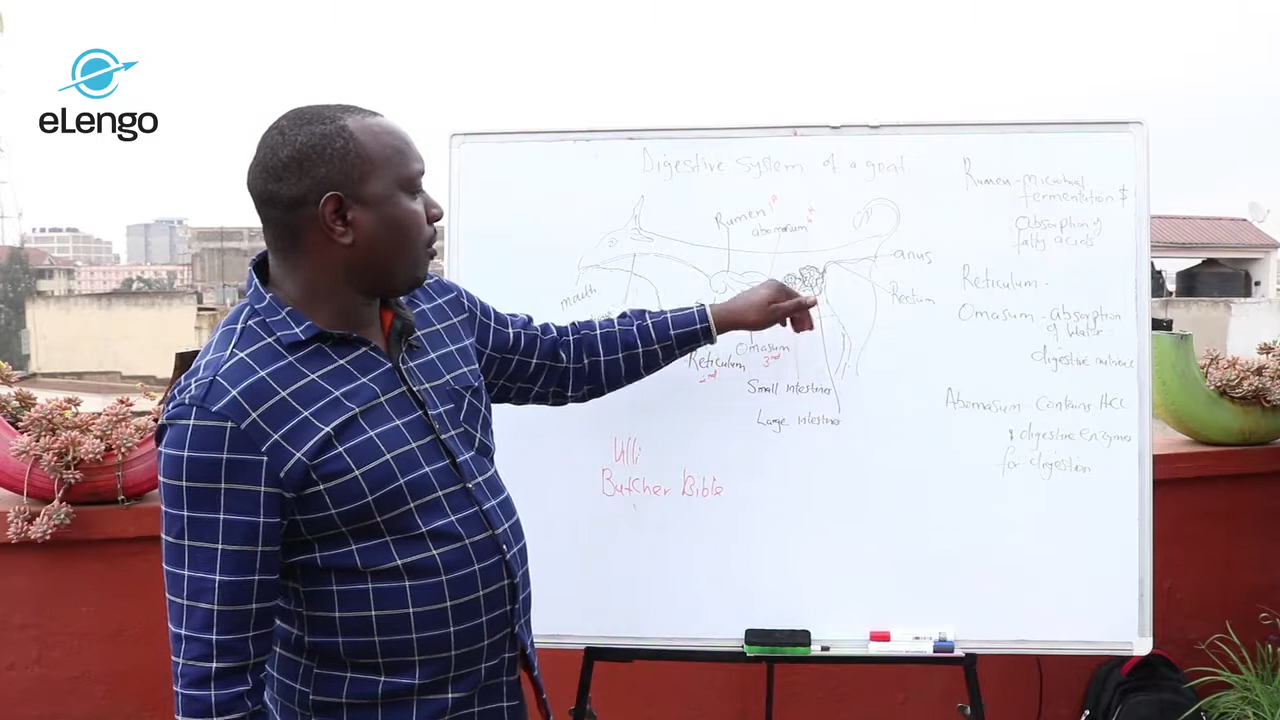 eLengo
Digestive System of a goat
Rumen 1st
abomasum 4th
anus
mouth
Rectum
Omasum
3rd
Reticulum
2nd
Small Intestines
Large Intestines
Ulli
Butcher Bible
Rumen - microbial
fermentation &
Absorption of
fatty acids
Reticulum -
Omasum - absorption
of water
digestive nutrients
Abomasum - Contains HCL
& digestive enzymes
for digestion